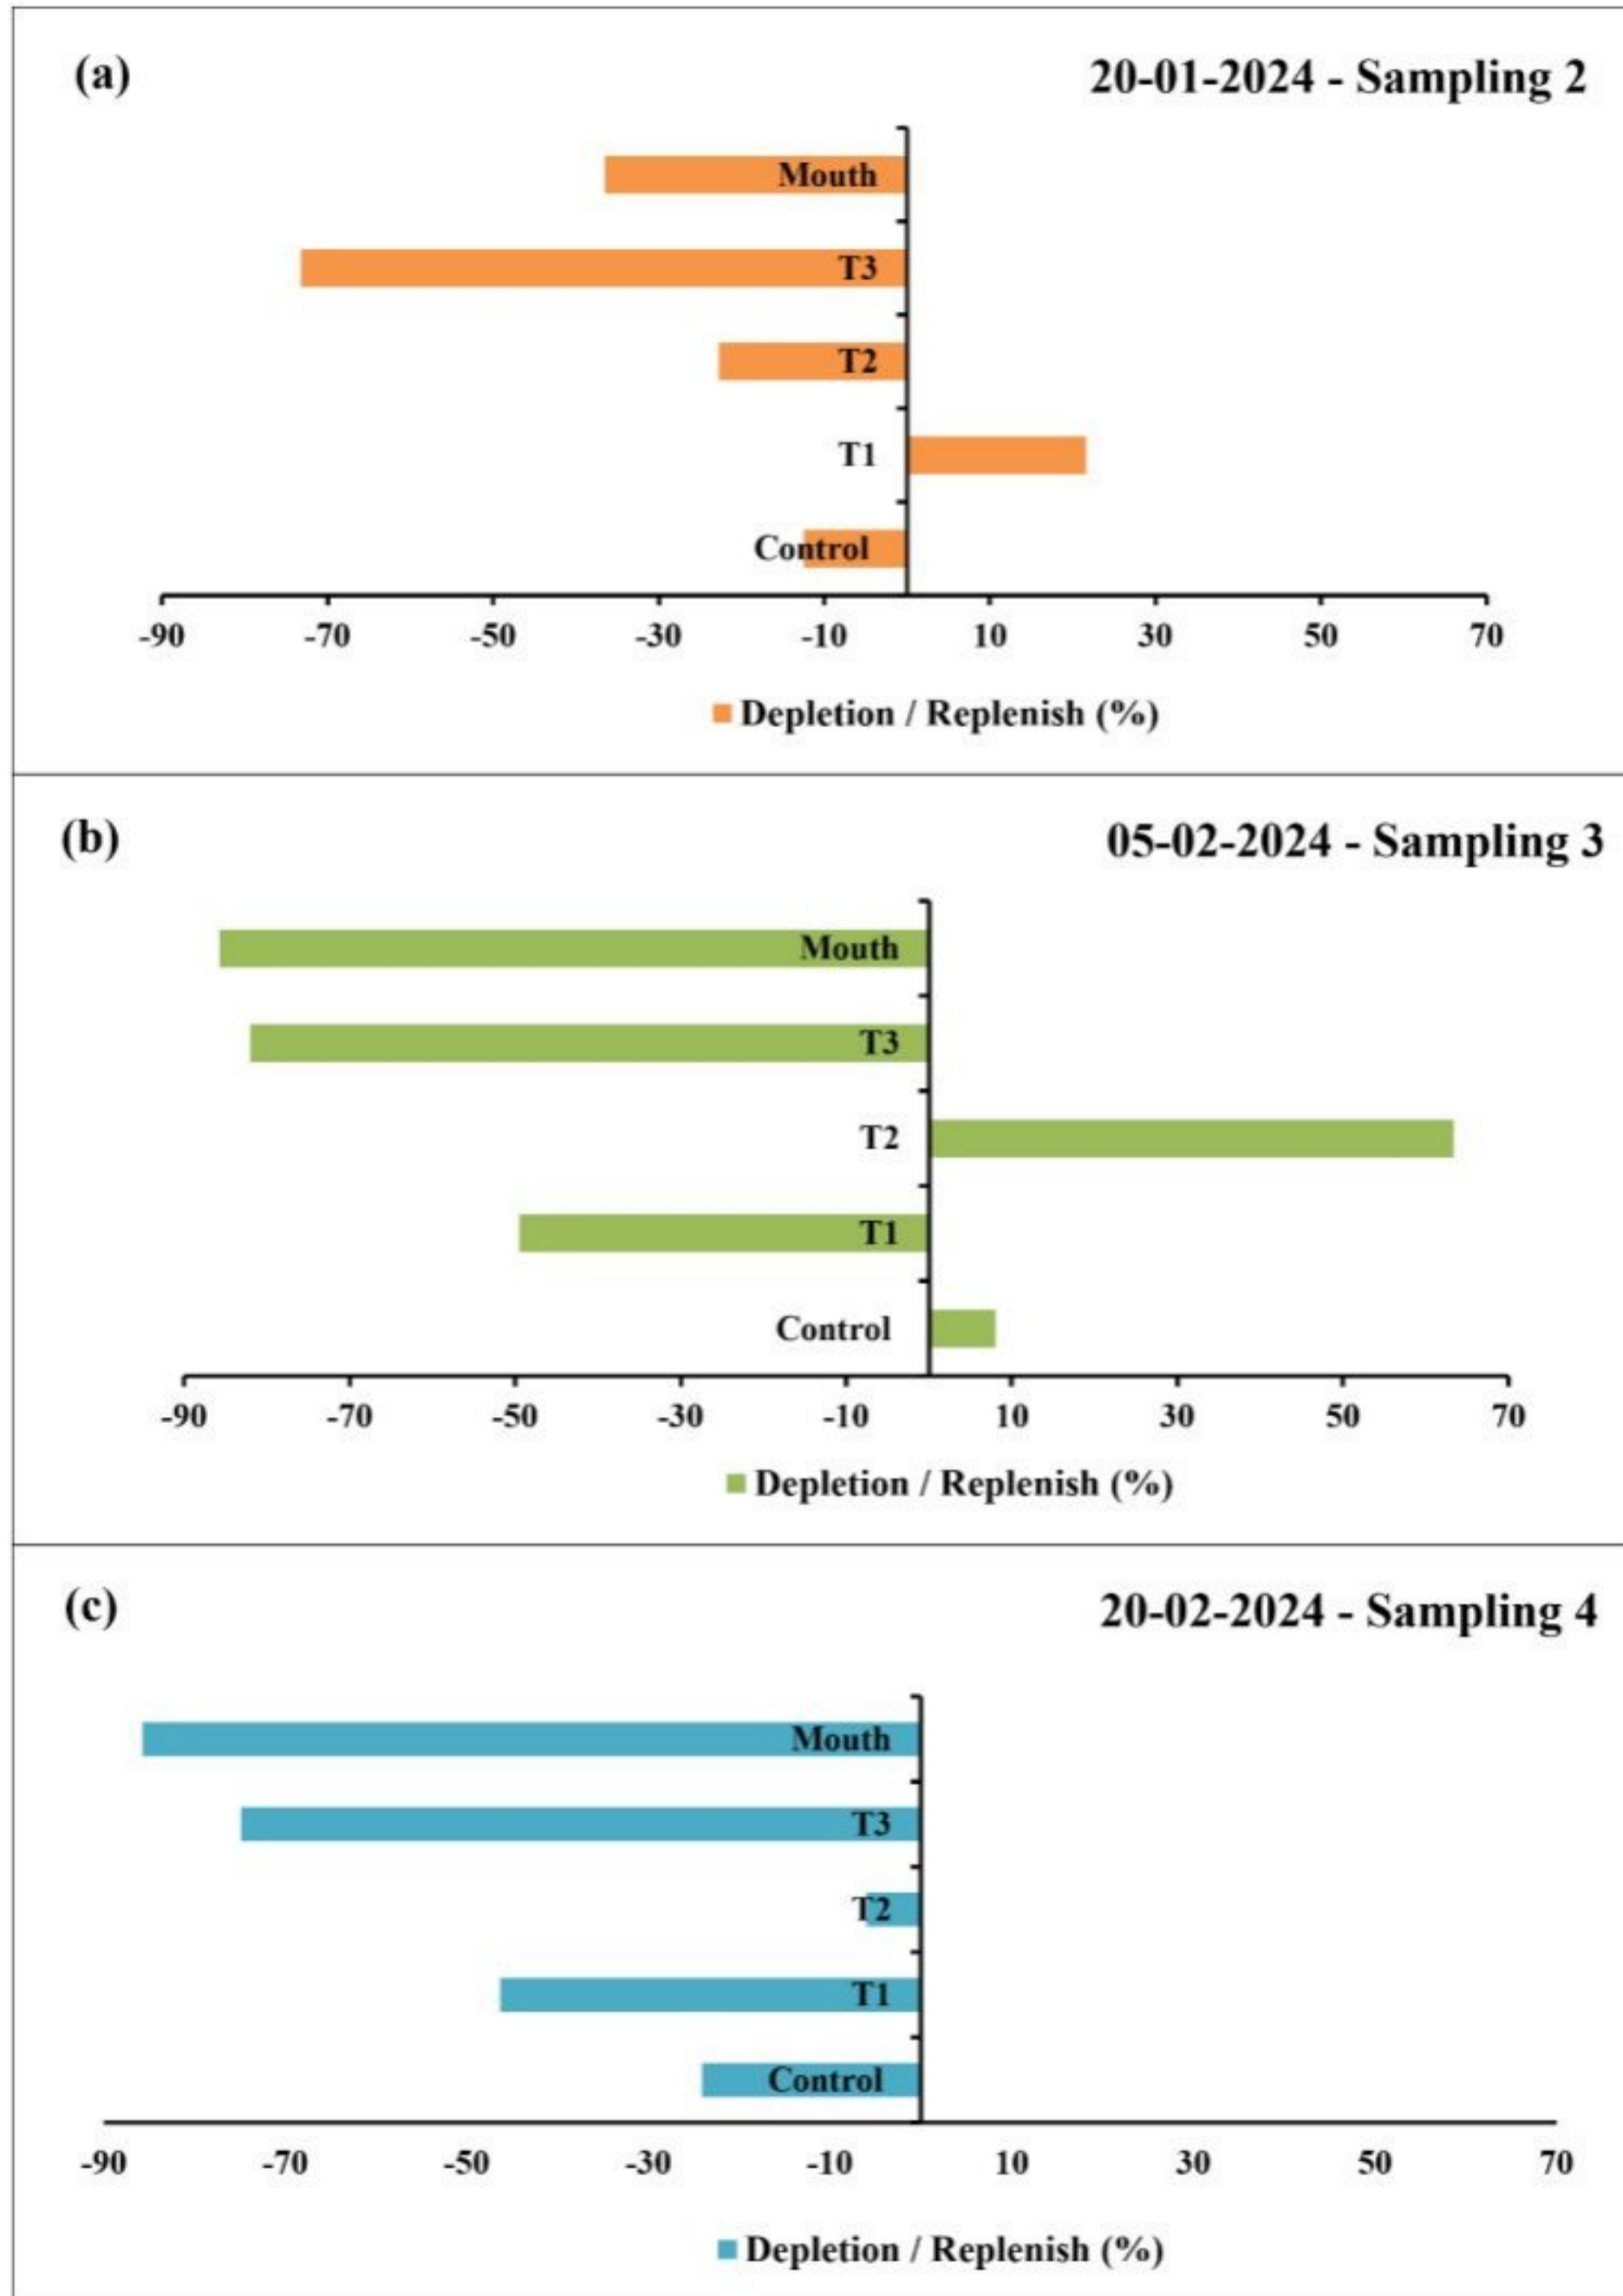 (a)
20-01-2024 - Sampling 2
Mouth
T3
T2
T1
Control
-90 -70 -50 -30 -10 10 30 50 70
Depletion / Replenish (%)
(b)
05-02-2024 - Sampling 3
Mouth
T3
T2
T1
Control
-90 -70 -50 -30 -10 10 30 50 70
Depletion / Replenish (%)
(c)
20-02-2024 - Sampling 4
Mouth
T3
T2
T1
Control
-90 -70 -50 -30 -10 10 30 50 70
Depletion / Replenish (%)